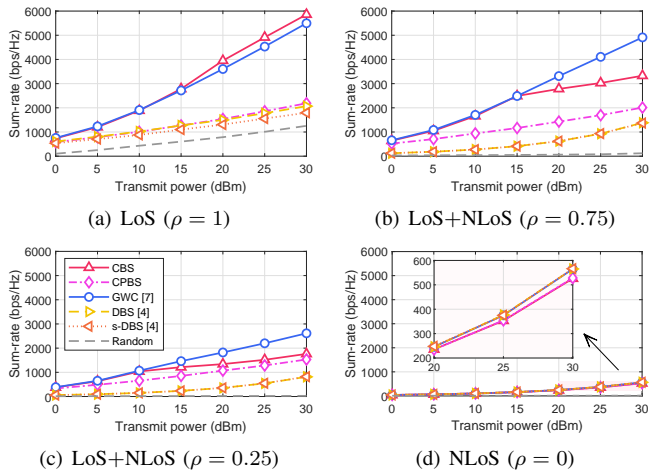 6000
5000
4000
3000
2000
1000
0
Sum-rate (bps/Hz)
0 5 10 15 20 25 30
Transmit power (dBm)
(a) LoS (ρ = 1)
6000
5000
4000
3000
2000
1000
0
Sum-rate (bps/Hz)
0 5 10 15 20 25 30
Transmit power (dBm)
(b) LoS+NLoS (ρ = 0.75)
6000
5000
4000
3000
2000
1000
0
Sum-rate (bps/Hz)
CBS
CPBS
GWC [7]
DBS [4]
s-DBS [4]
Random
0 5 10 15 20 25 30
Transmit power (dBm)
(c) LoS+NLoS (ρ = 0.25)
6000
5000
4000
3000
2000
1000
0
Sum-rate (bps/Hz)
600
500
400
300
200
20 25 30
0 5 10 15 20 25 30
Transmit power (dBm)
(d) NLoS (ρ = 0)